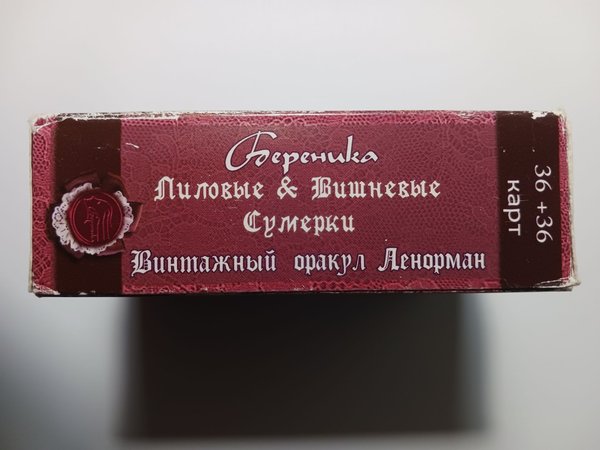 Береника
Лиловые & Вишневые
Сумерки
Винтажный оракул Ленорман
36 + 36
карт